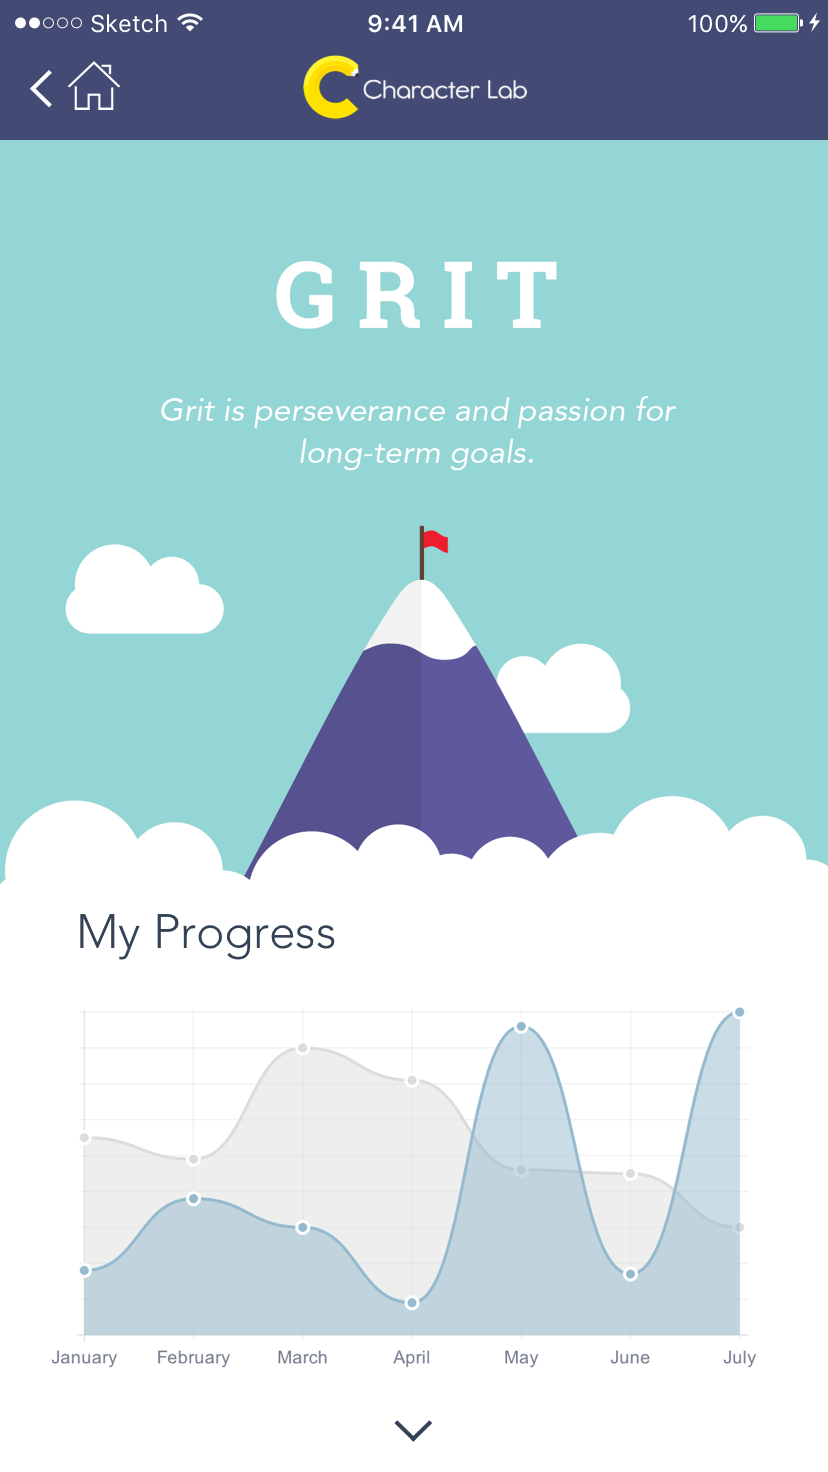 Sketch 9:41 AM 100%
Character Lab
GRIT
Grit is perseverance and passion for
long-term goals.
My Progress
January February March April May June July